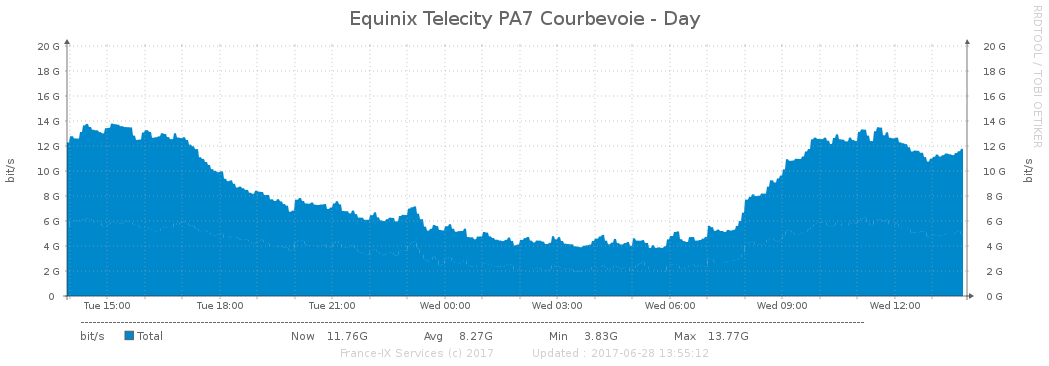 Equinix Telecity PA7 Courbevoie - Day
RRDTOOL / TOBI OETIKER
bit/s
bit/s
20 G 20 G
18 G 18 G
16 G 16 G
14 G 14 G
12 G 12 G
10 G 10 G
8 G 8 G
6 G 6 G
4 G 4 G
2 G 2 G
0 0 G
Tue 15:00 Tue 18:00 Tue 21:00 Wed 00:00 Wed 03:00 Wed 06:00 Wed 09:00 Wed 12:00
bit/s Total Now 11.76G Avg 8.27G Min 3.83G Max 13.77G
France-IX Services (c) 2017 Updated : 2017-06-28 13:55:12